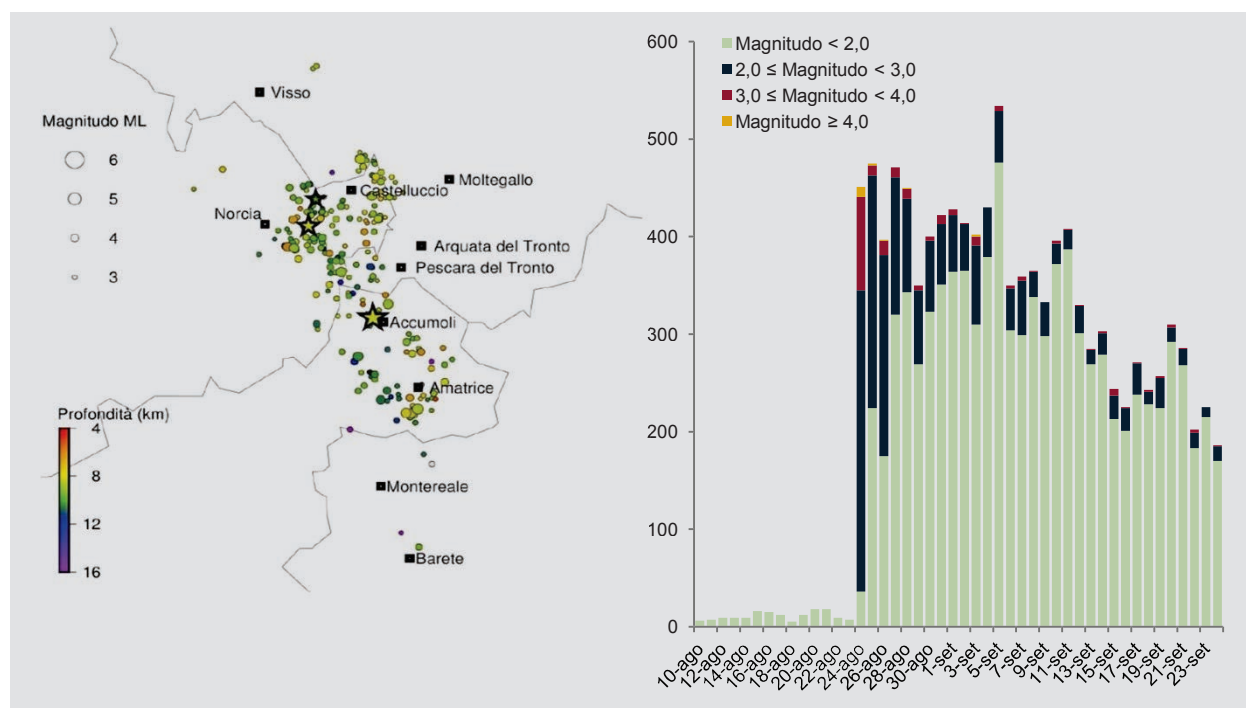 Visso
Magnitudo ML
6
5
4
3
Moltegallo
Castelluccio
Norcia
Arquata del Tronto
Pescara del Tronto
Accumoli
Amatrice
Profondità (km)
4
8
12
16
Montereale
Barete
Magnitudo < 2,0
2,0 ≤ Magnitudo < 3,0
3,0 ≤ Magnitudo < 4,0
Magnitudo ≥ 4,0
600
500
400
300
200
100
0
10-ago
12-ago
14-ago
16-ago
18-ago
20-ago
22-ago
24-ago
26-ago
28-ago
30-ago
1-set
3-set
5-set
7-set
9-set
11-set
13-set
15-set
17-set
19-set
21-set
23-set